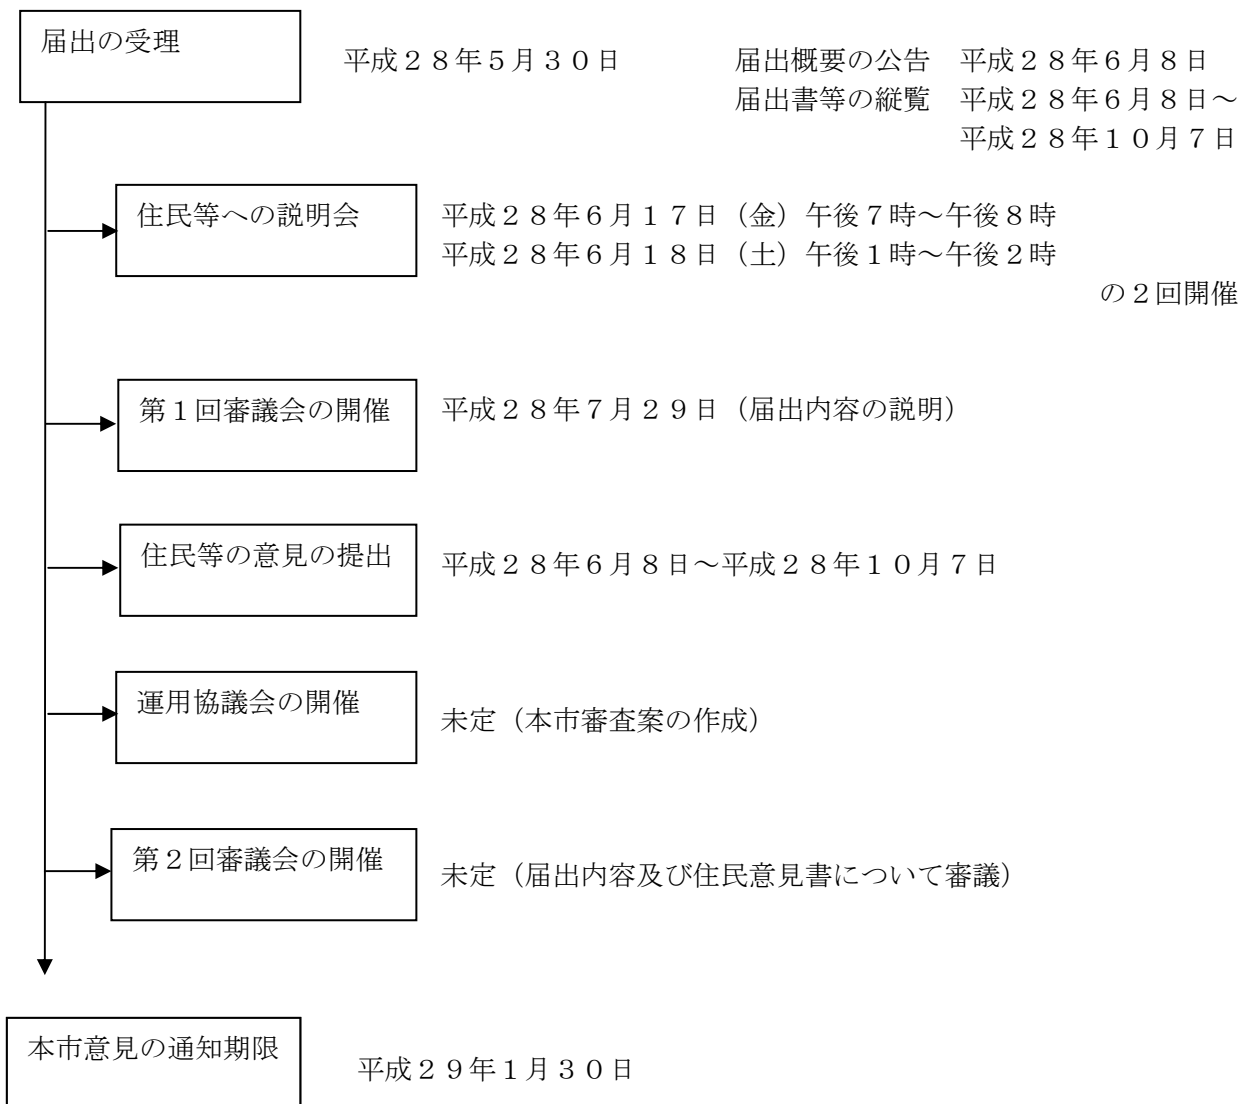 届出の受理
平成２８年５月３０日　　届出概要の公告　平成２８年６月８日
届出書等の縦覧　平成２８年６月８日～
平成２８年１０月７日
住民等への説明会
平成２８年６月１７日（金）午後７時～午後８時
平成２８年６月１８日（土）午後１時～午後２時
の２回開催
第１回審議会の開催
平成２８年７月２９日（届出内容の説明）
住民等の意見の提出
平成２８年６月８日～平成２８年１０月７日
運用協議会の開催
未定（本市審査案の作成）
第２回審議会の開催
未定（届出内容及び住民意見書について審議）
本市意見の通知期限
平成２９年１月３０日